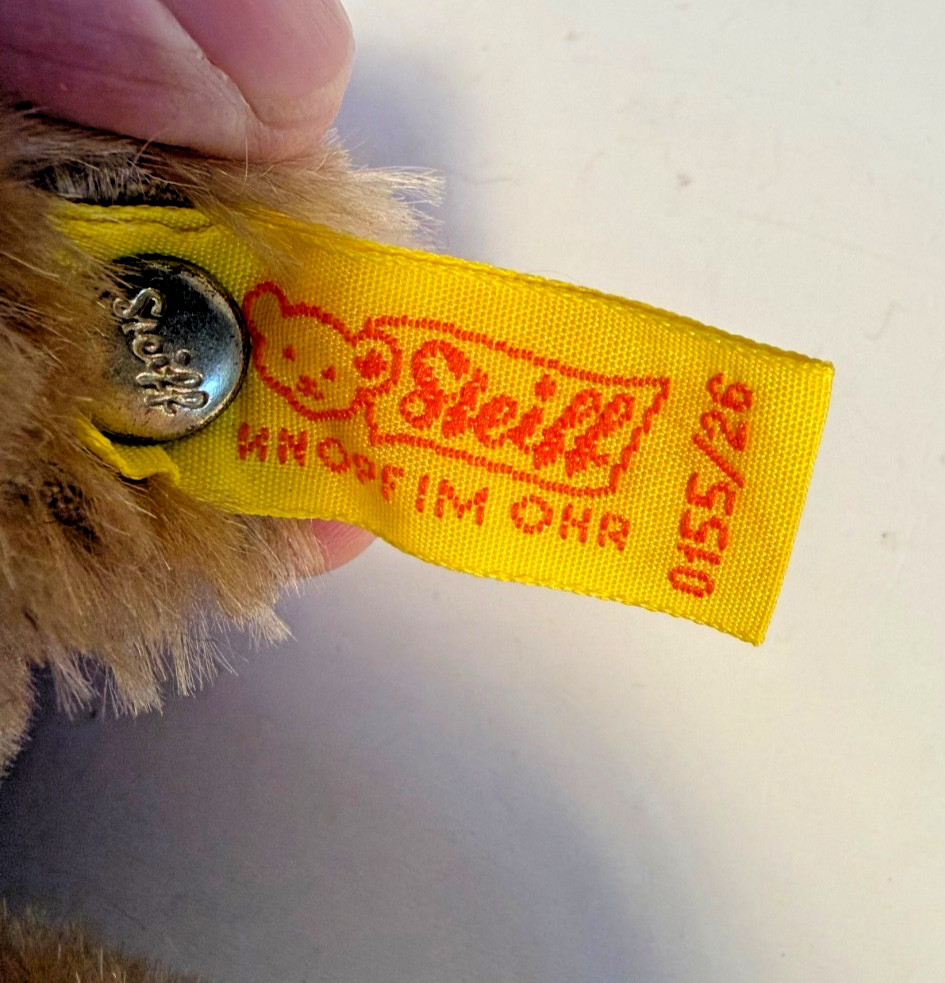 Steiff
Steiff
KNOPF IM OHR
0155/26